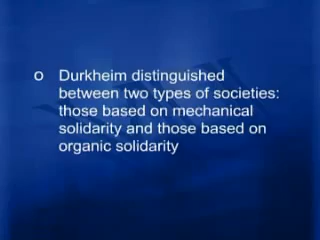 o Durkheim distinguished
between two types of societies:
those based on mechanical
solidarity and those based on
organic solidarity